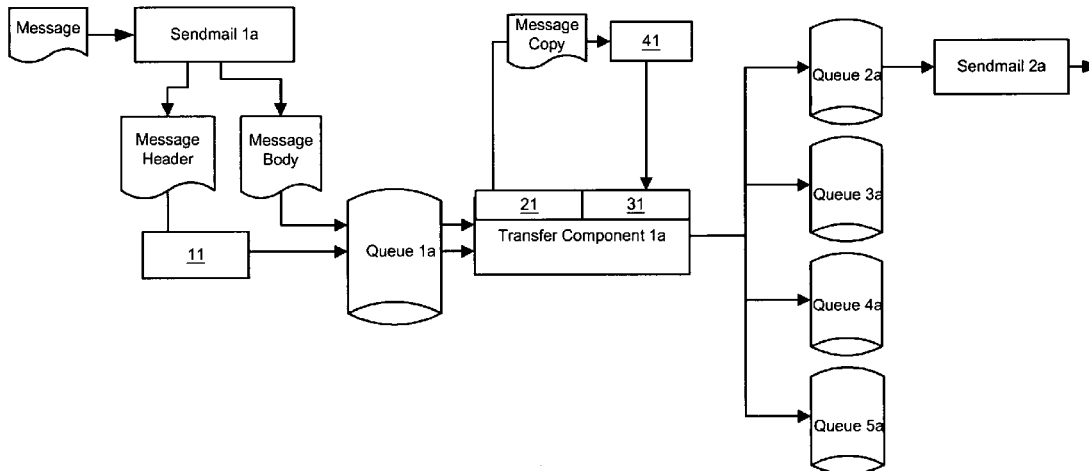 Message
Sendmail 1a
Message
Header
Message
Body
11
Queue 1a
Message
Copy
41
21
31
Transfer Component 1a
Queue 2a
Sendmail 2a
Queue 3a
Queue 4a
Queue 5a